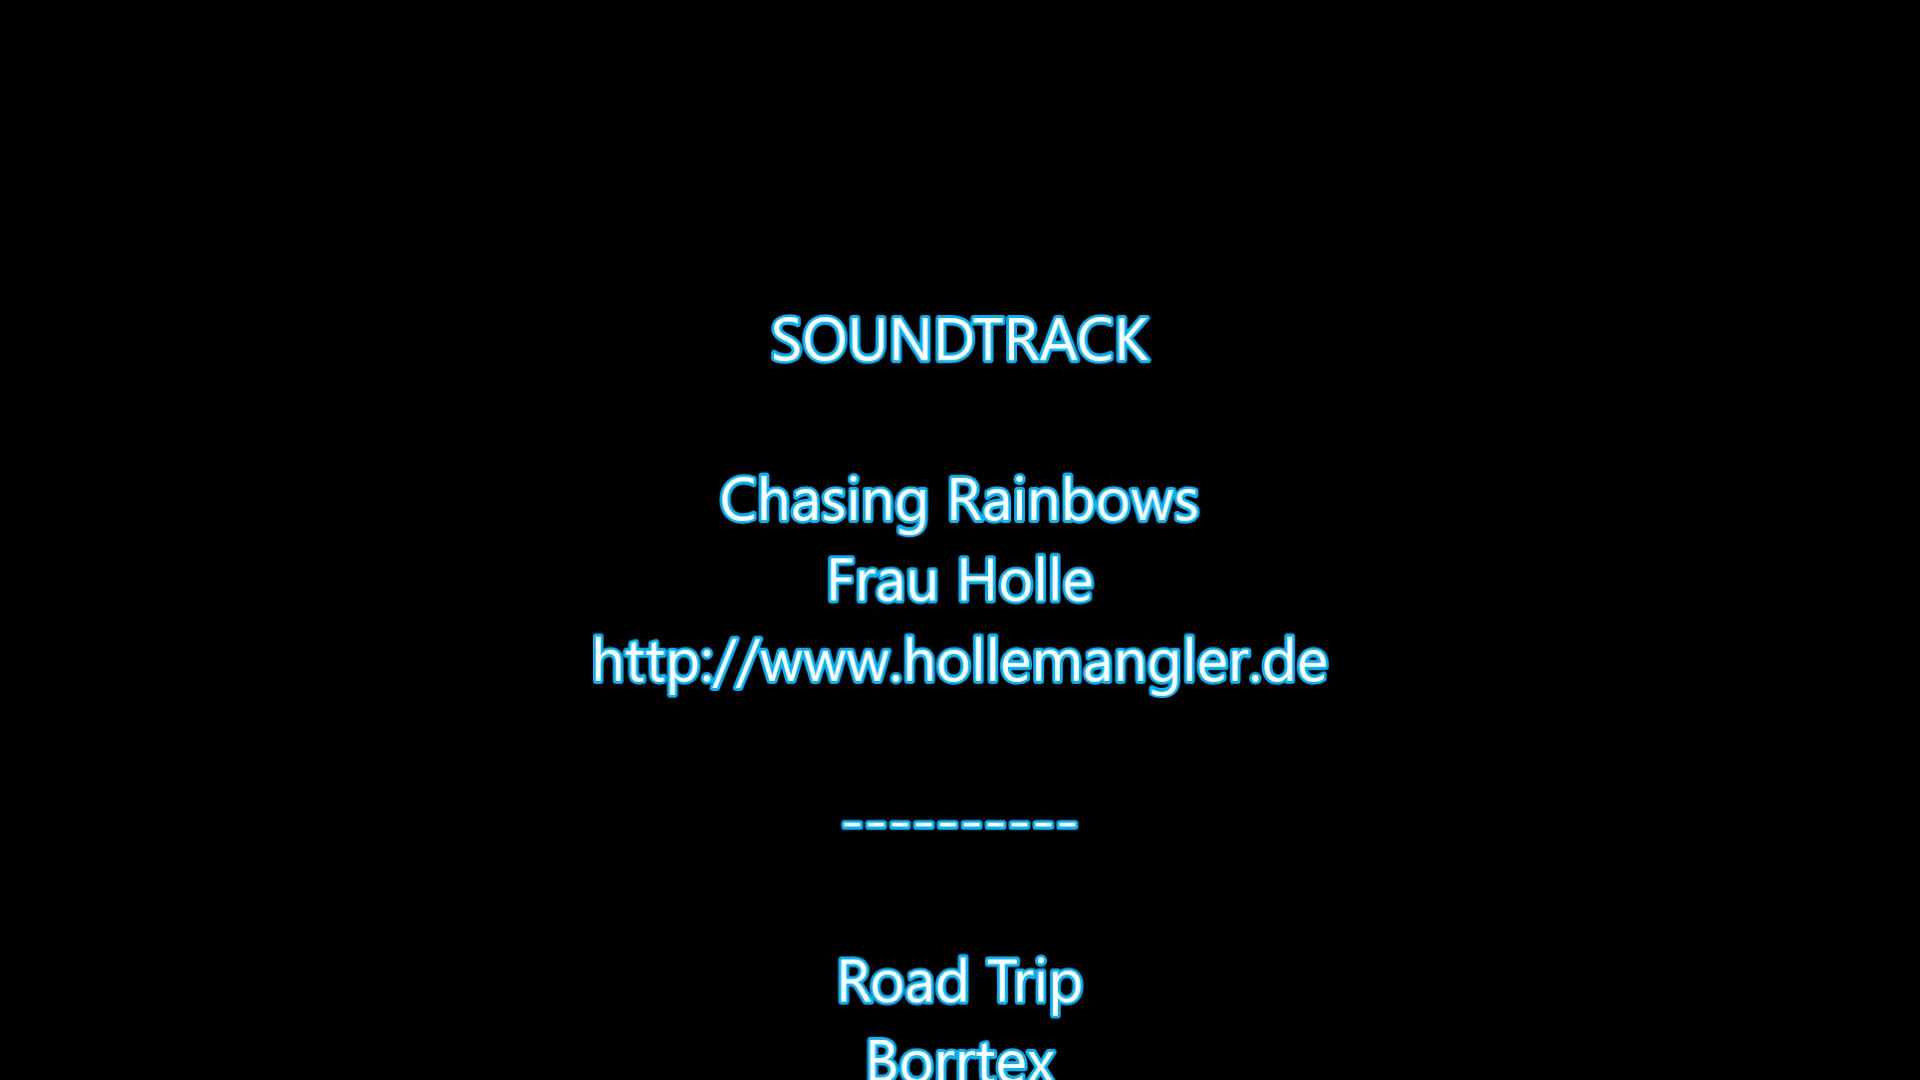 SOUNDTRACK
Chasing Rainbows
Frau Holle
http://www.hollemangler.de
----------
Road Trip
Borrtex